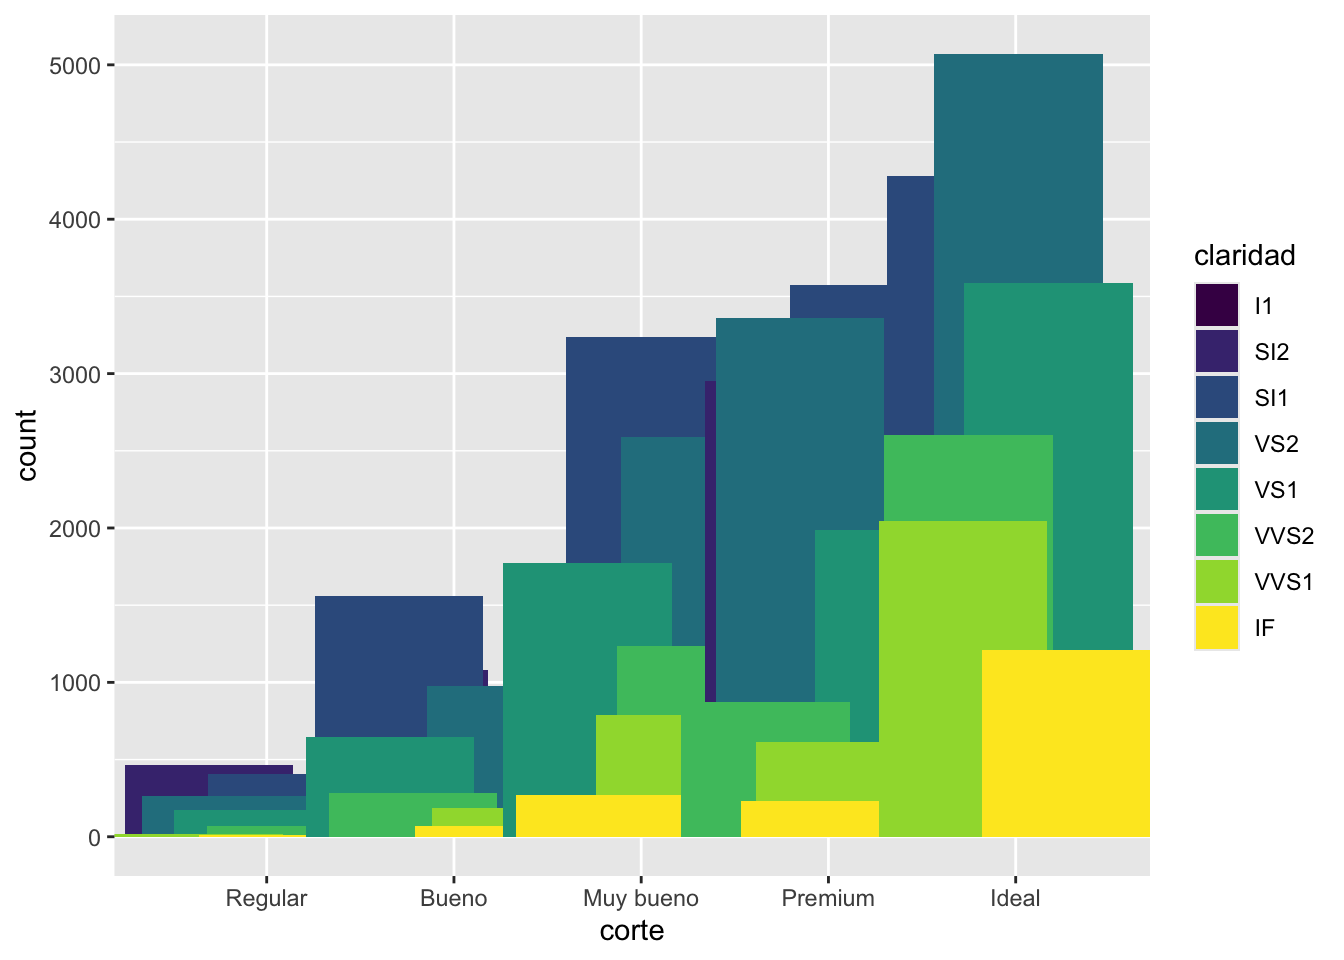 5000
4000
3000
2000
1000
0
count
Regular
Bueno
Muy bueno
Premium
Ideal
corte
claridad
I1
SI2
SI1
VS2
VS1
VVS2
VVS1
IF